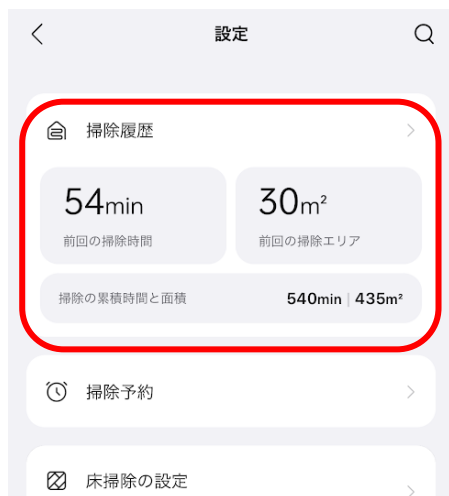 設定
掃除履歴
54min
30m²
前回の掃除時間
前回の掃除エリア
掃除の累積時間と面積 540min | 435m²
掃除予約
床掃除の設定